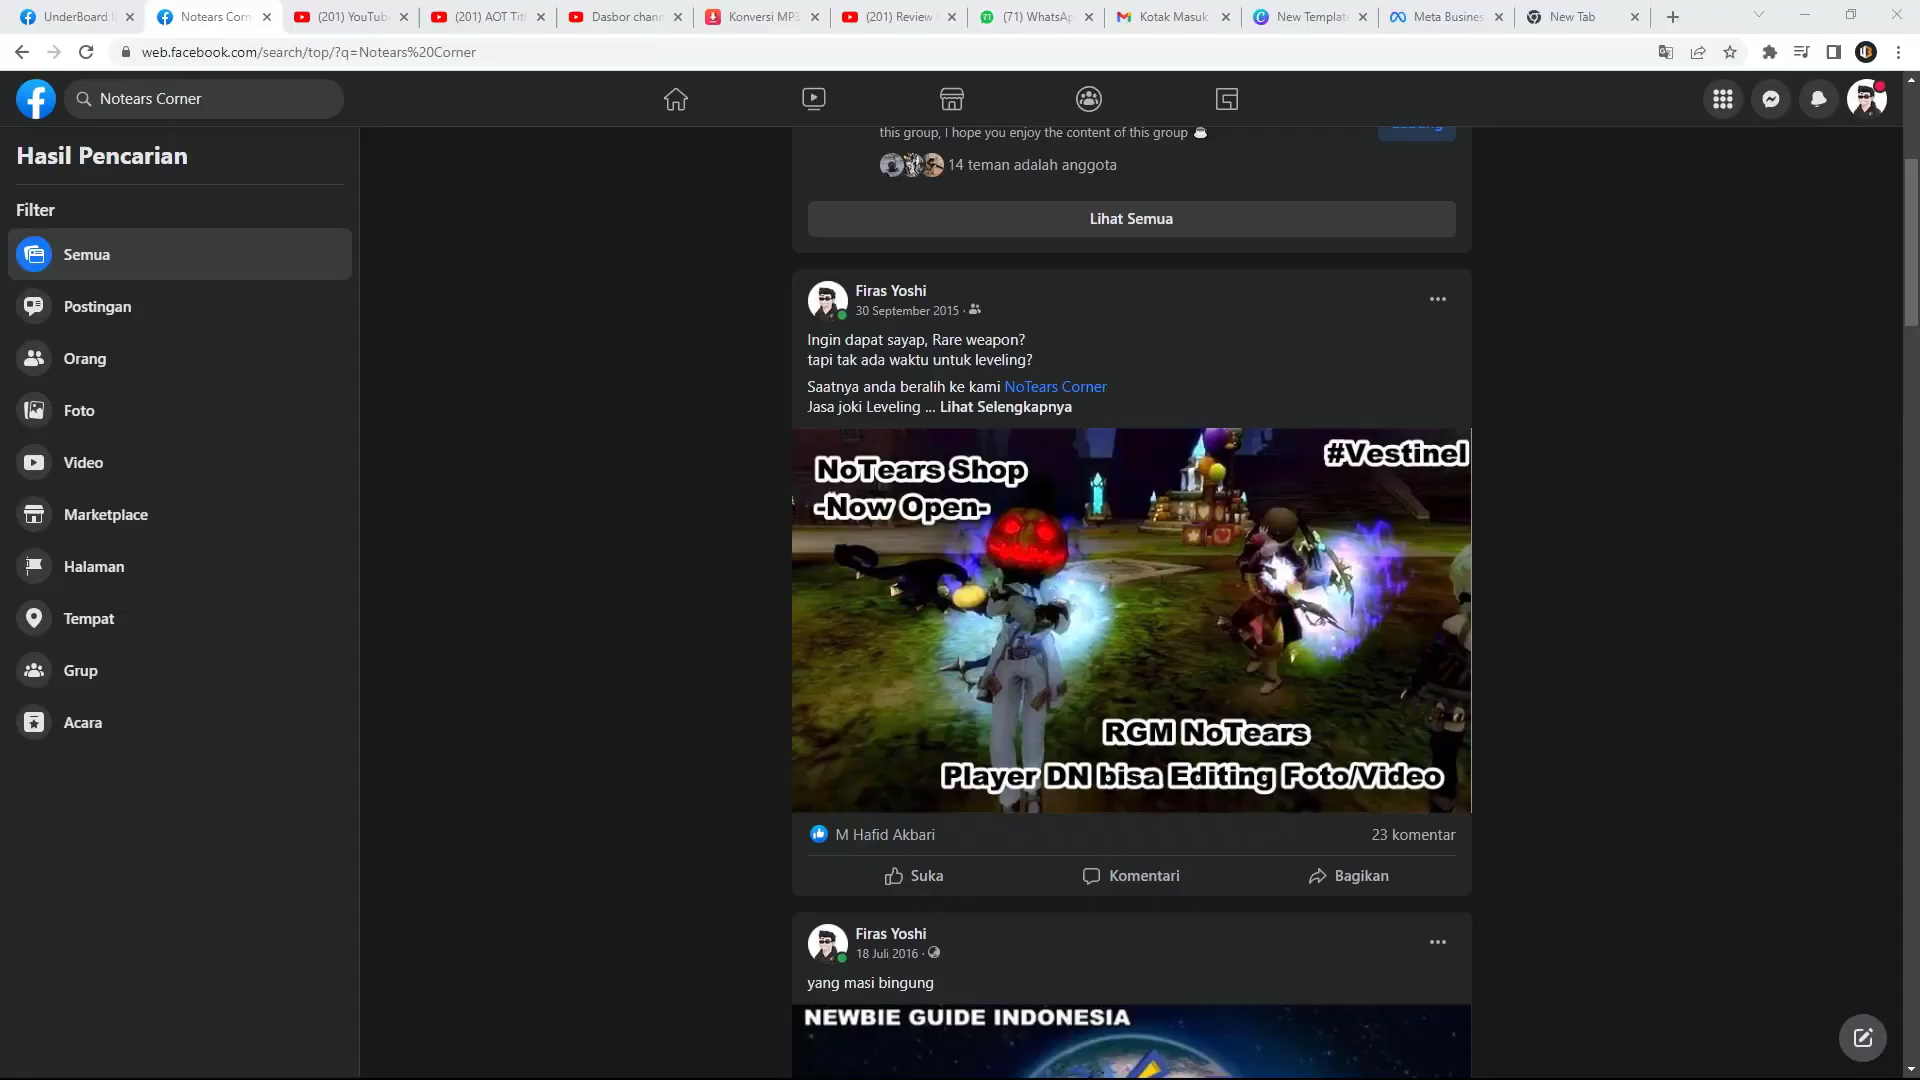 UnderBoard I
Notears Corn
(201) YouTub
(201) AOT Tit
Dasbor chann
Konversi MP3
(201) Review
(71) WhatsAp
Kotak Masuk
New Templat
Meta Busines
New Tab
web.facebook.com/search/top/?q=Notears%20Corner
Notears Corner
Hasil Pencarian
Filter
Semua
Postingan
Orang
Foto
Video
Marketplace
Halaman
Tempat
Grup
Acara
this group, I hope you enjoy the content of this group
14 teman adalah anggota
Lihat Semua
Firas Yoshi
30 September 2015 ·
Ingin dapat sayap, Rare weapon?
tapi tak ada waktu untuk leveling?
Saatnya anda beralih ke kami NoTears Corner
Jasa joki Leveling ... Lihat Selengkapnya
#Vestinel
NoTears Shop
-Now Open-
RGM NoTears
Player DN bisa Editing Foto/Video
M Hafid Akbari
23 komentar
Suka
Komentari
Bagikan
Firas Yoshi
18 Juli 2016 ·
yang masi bingung
NEWBIE GUIDE INDONESIA